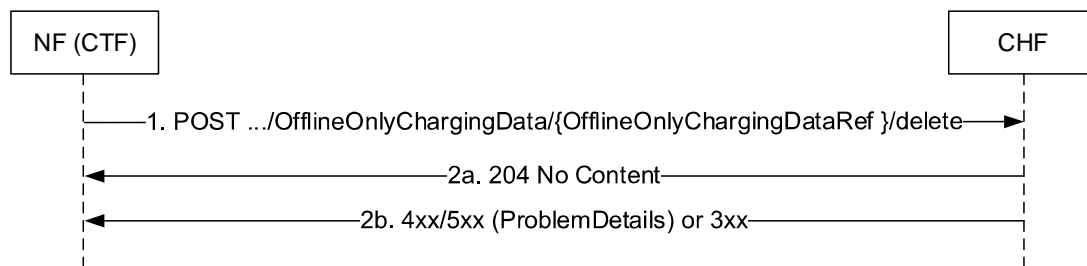 NF (CTF)
CHF
1. POST .../OfflineOnlyChargingData/{OfflineOnlyChargingDataRef }/delete
2a. 204 No Content
2b. 4xx/5xx (ProblemDetails) or 3xx